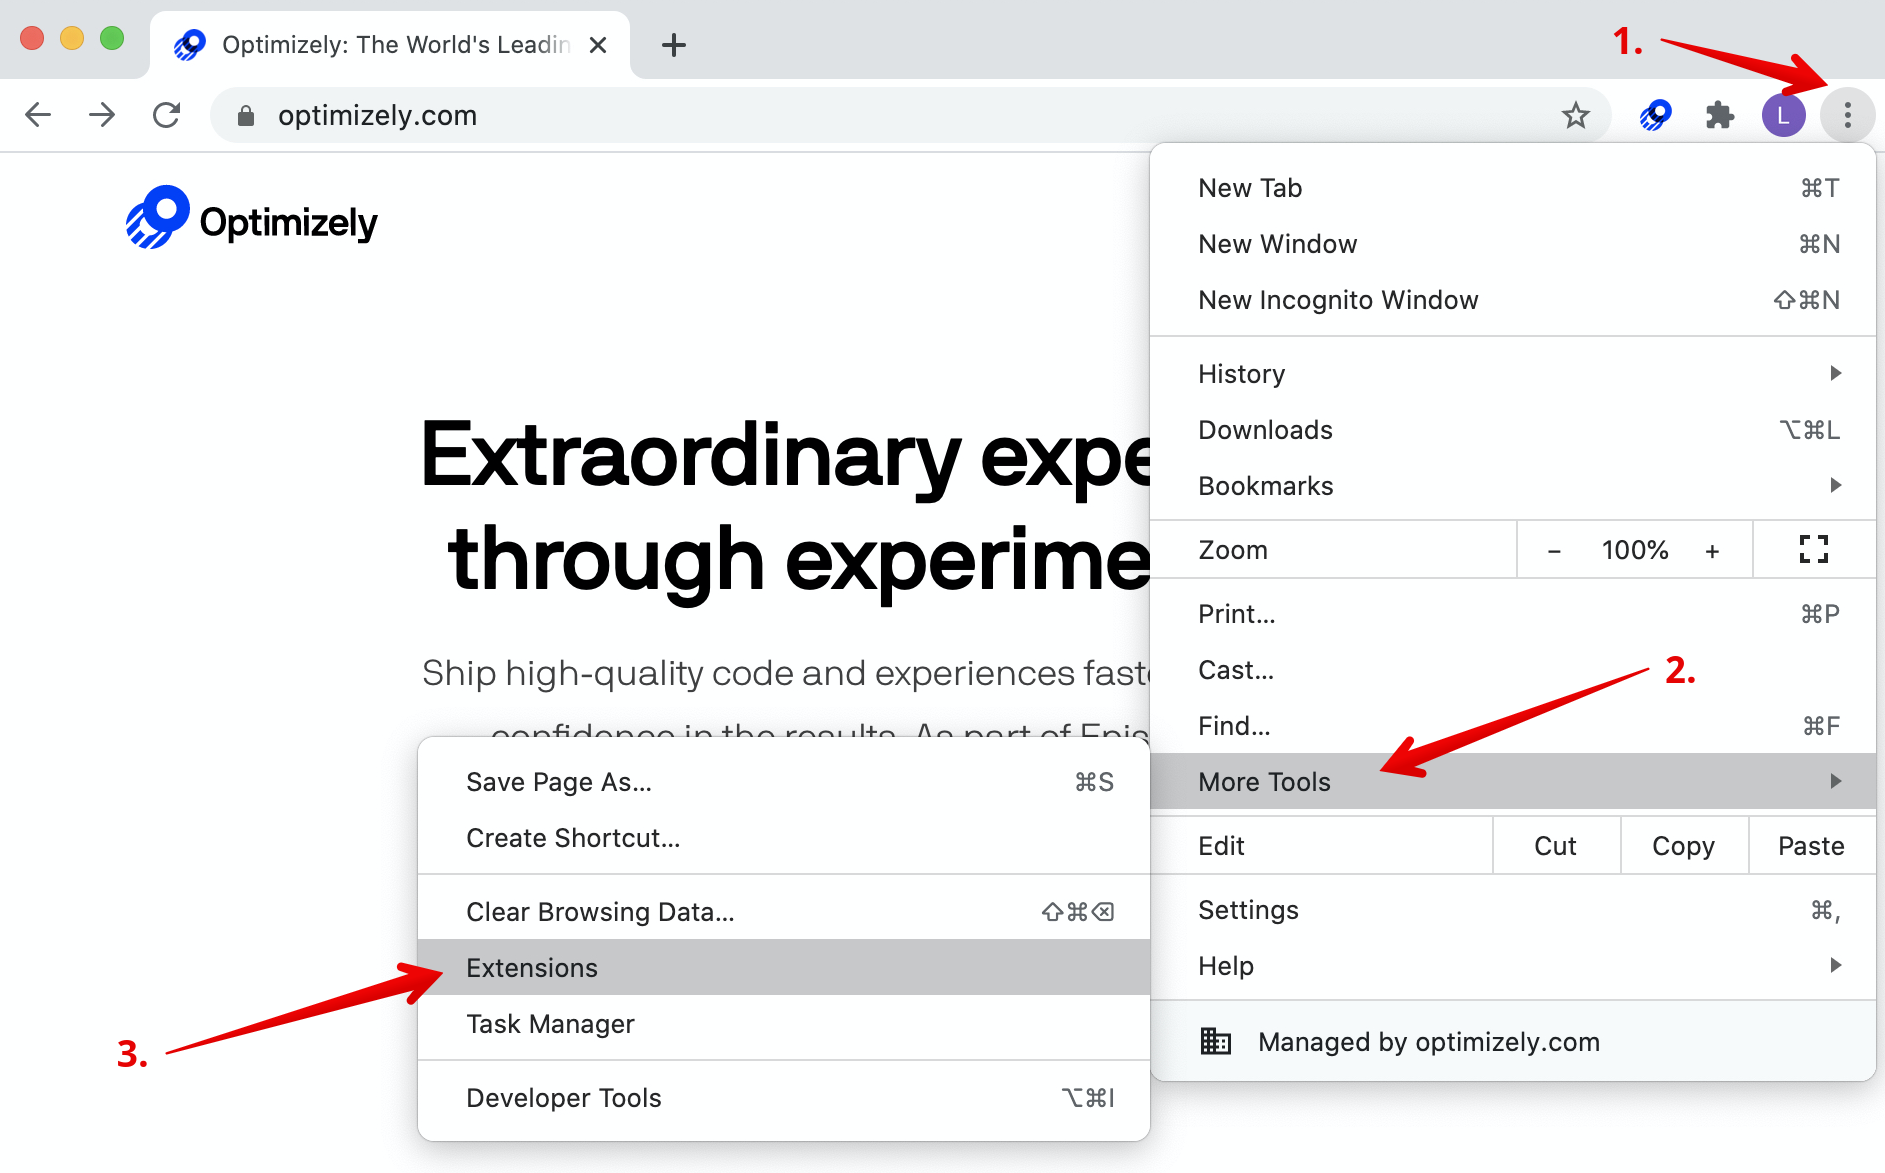 Optimizely: The World's Leadin
1.
optimizely.com
L
Optimizely
Extraordinary expe
through experime
Ship high-quality code and experiences fast
confidence in the results. As part of Epis
New Tab ⌘T
New Window ⌘N
New Incognito Window ⇧⌘N
History
Downloads ⌥⌘L
Bookmarks
Zoom − 100% +
Print... ⌘P
Cast...
2.
Find... ⌘F
More Tools
Edit Cut Copy Paste
Settings ⌘,
Help
Managed by optimizely.com
Save Page As... ⌘S
Create Shortcut...
Clear Browsing Data... ⇧⌘⌫
Extensions
3.
Task Manager
Developer Tools ⌥⌘I